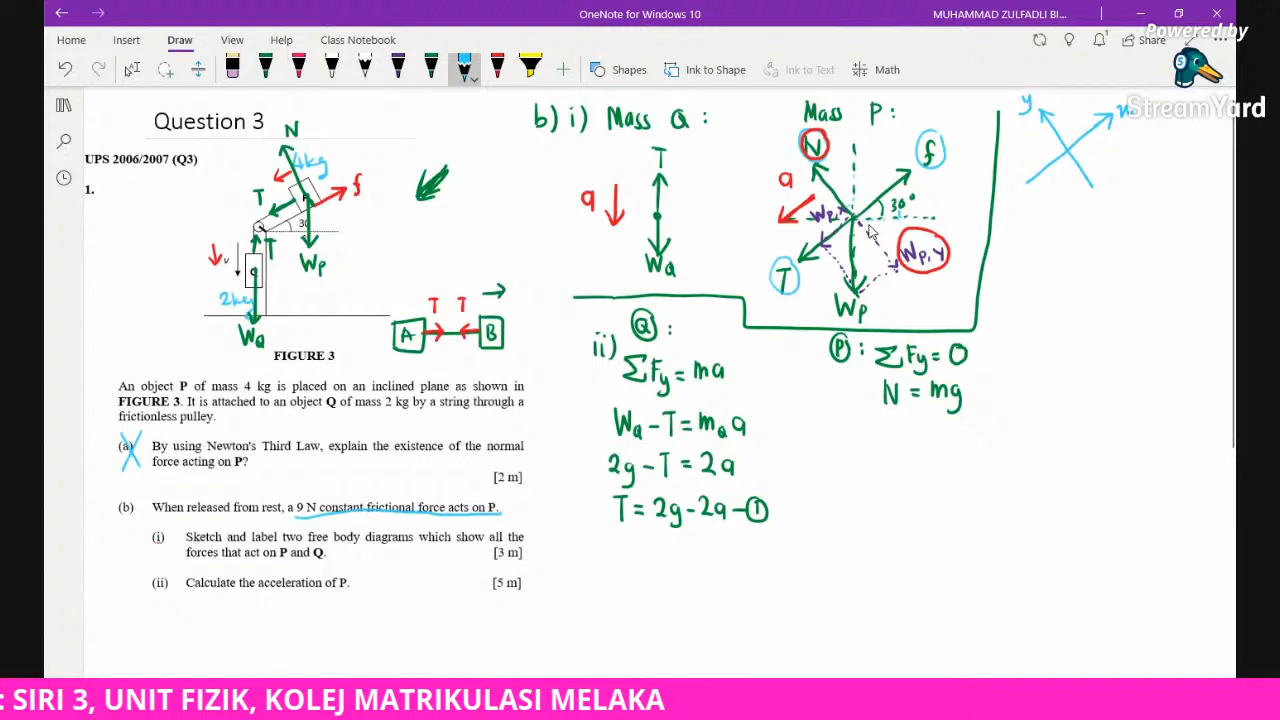 OneNote for Windows 10
MUHAMMAD ZULFADLI BI...
Home Insert Draw View Help Class Notebook
Share
Powered by
StreamYard
Shapes Ink to Shape Ink to Text Math
Question 3
UPS 2006/2007 (Q3)
1.
N
4kg
f
T
P
30
T
v
Q
Wp
2kg
WQ
T T
A B
FIGURE 3
An object P of mass 4 kg is placed on an inclined plane as shown in
FIGURE 3. It is attached to an object Q of mass 2 kg by a string through a
frictionless pulley.
(a) By using Newton's Third Law, explain the existence of the normal
force acting on P?
[2 m]
(b) When released from rest, a 9 N constant frictional force acts on P.
(i) Sketch and label two free body diagrams which show all the
forces that act on P and Q. [3 m]
(ii) Calculate the acceleration of P. [5 m]
b) i) Mass Q :
T
a
WQ
Mass P :
N
f
a
30°
Wp,x
Wp,y
T
Wp
y
x
ii) Q :
ΣFy = ma
WQ - T = mQ a
2g - T = 2a
T = 2g - 2a - ①
P : ΣFy = 0
N = mg
: SIRI 3, UNIT FIZIK, KOLEJ MATRIKULASI MELAKA